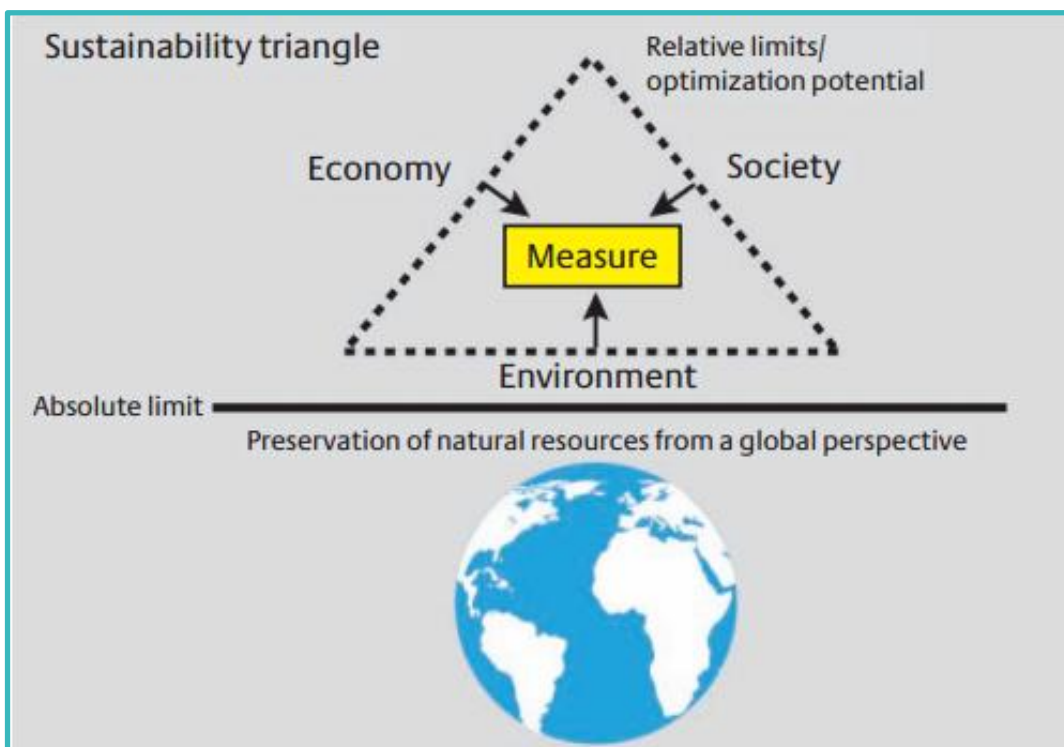 Sustainability triangle
Relative limits/
optimization potential
Economy
Society
Measure
Environment
Absolute limit
Preservation of natural resources from a global perspective